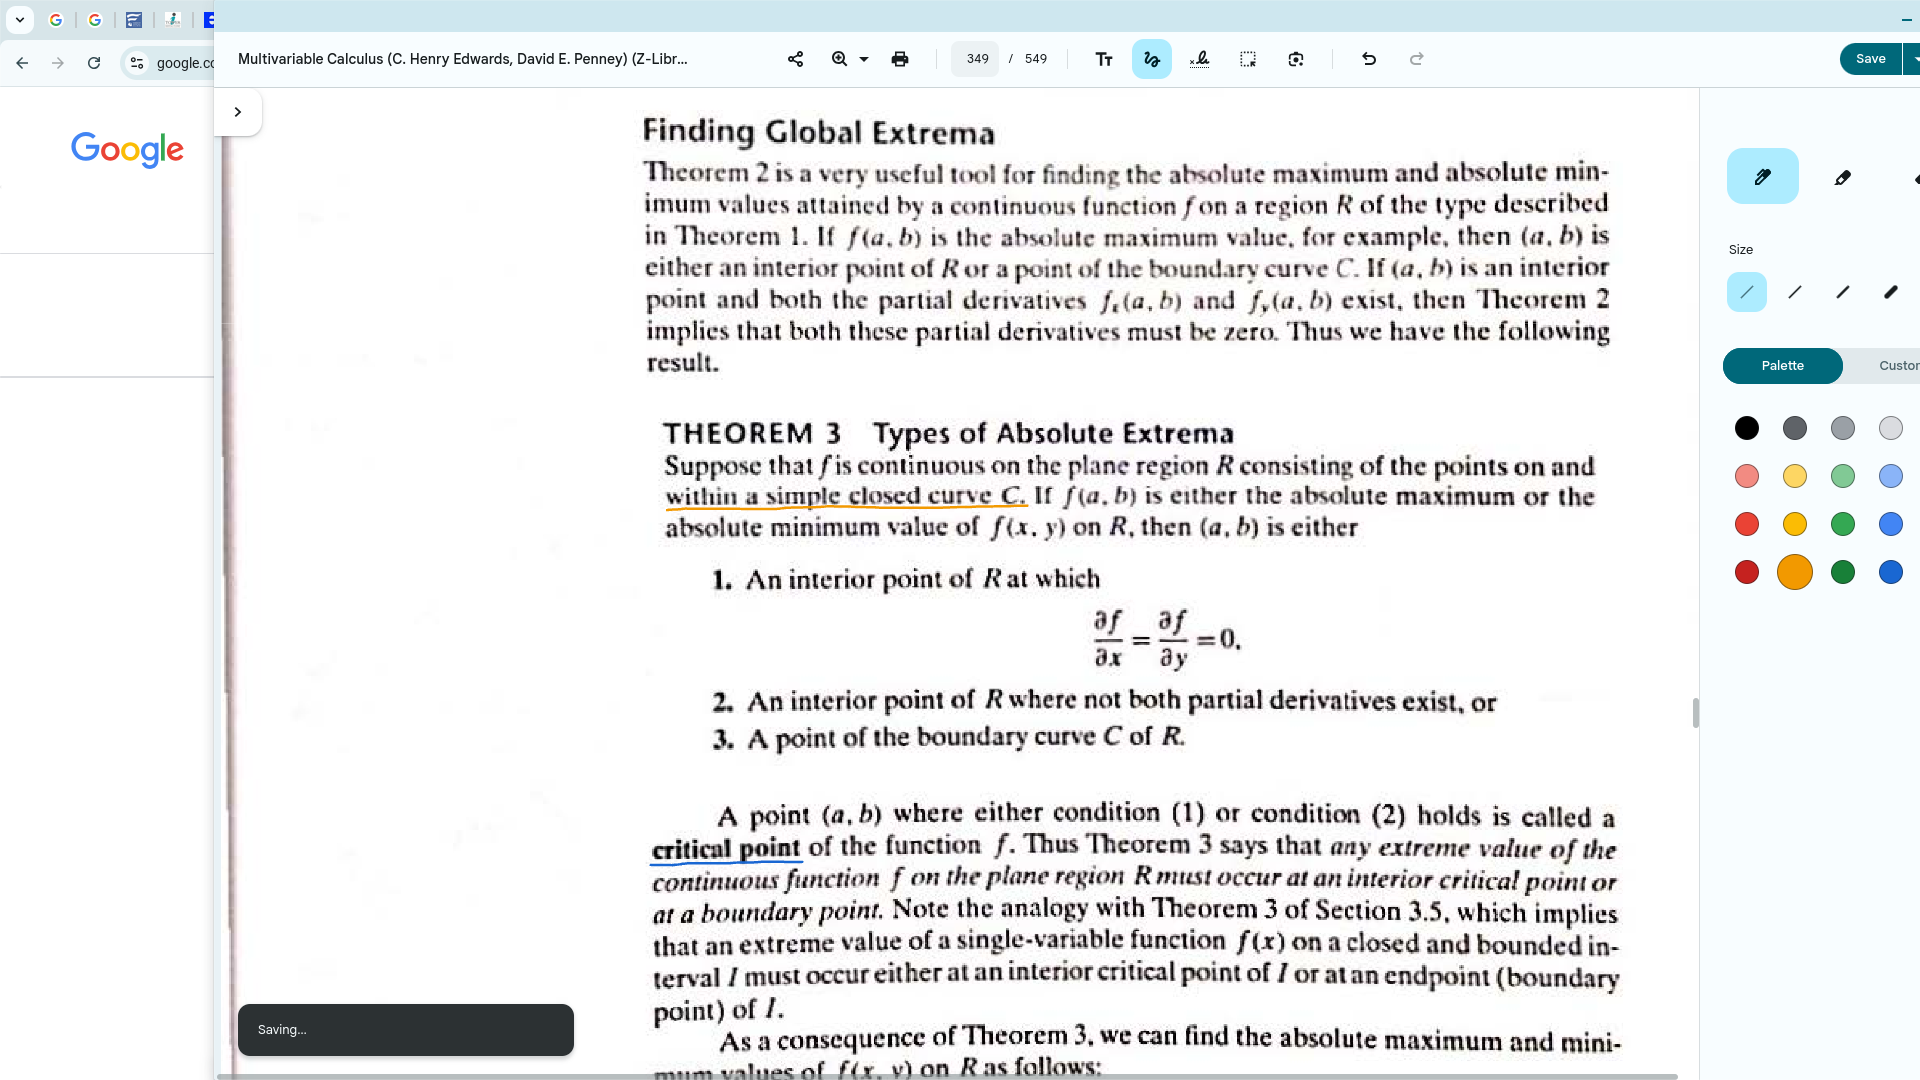 google.co
Multivariable Calculus (C. Henry Edwards, David E. Penney) (Z-Libr...
349 / 549
Save
Google
Finding Global Extrema
Theorem 2 is a very useful tool for finding the absolute maximum and absolute min-
imum values attained by a continuous function f on a region R of the type described
in Theorem 1. If f(a, b) is the absolute maximum value, for example, then (a, b) is
either an interior point of R or a point of the boundary curve C. If (a, b) is an interior
point and both the partial derivatives fₓ(a, b) and f_y(a, b) exist, then Theorem 2
implies that both these partial derivatives must be zero. Thus we have the following
result.
THEOREM 3 Types of Absolute Extrema
Suppose that f is continuous on the plane region R consisting of the points on and
within a simple closed curve C. If f(a, b) is either the absolute maximum or the
absolute minimum value of f(x, y) on R, then (a, b) is either
1. An interior point of R at which
∂f/∂x = ∂f/∂y = 0,
2. An interior point of R where not both partial derivatives exist, or
3. A point of the boundary curve C of R.
A point (a, b) where either condition (1) or condition (2) holds is called a
critical point of the function f. Thus Theorem 3 says that any extreme value of the
continuous function f on the plane region R must occur at an interior critical point or
at a boundary point. Note the analogy with Theorem 3 of Section 3.5, which implies
that an extreme value of a single-variable function f(x) on a closed and bounded in-
terval I must occur either at an interior critical point of I or at an endpoint (boundary
point) of I.
As a consequence of Theorem 3, we can find the absolute maximum and mini-
mum values of f(x, y) on R as follows:
Size
Palette
Custor
Saving...